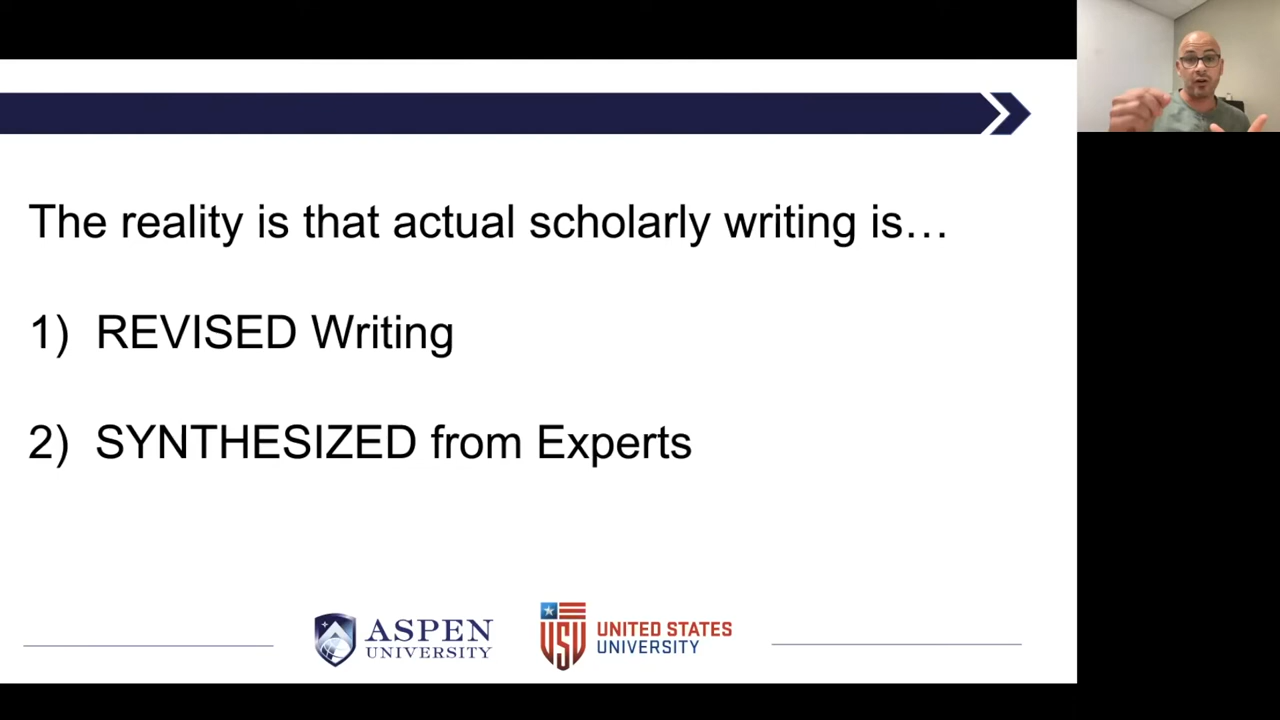 The reality is that actual scholarly writing is…
1) REVISED Writing
2) SYNTHESIZED from Experts
ASPEN
UNIVERSITY
USU
UNITED STATES
UNIVERSITY